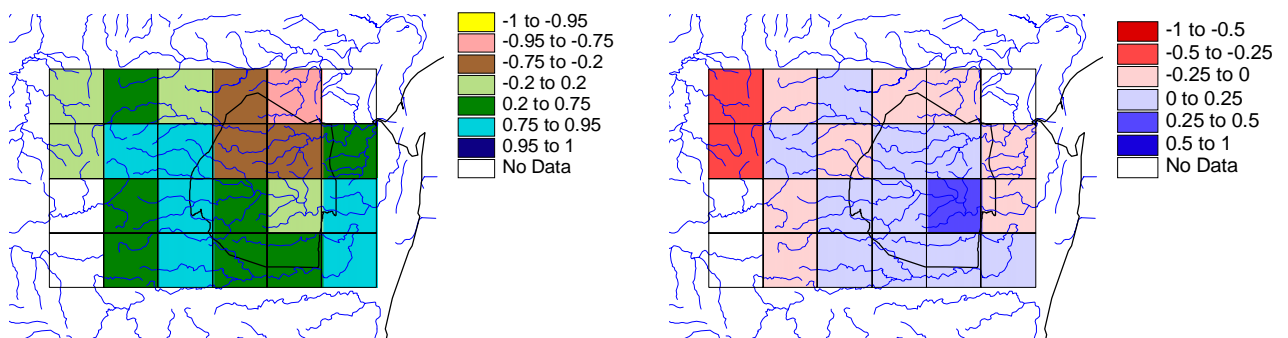 -1 to -0.95
-0.95 to -0.75
-0.75 to -0.2
-0.2 to 0.2
0.2 to 0.75
0.75 to 0.95
0.95 to 1
No Data
-1 to -0.5
-0.5 to -0.25
-0.25 to 0
0 to 0.25
0.25 to 0.5
0.5 to 1
No Data